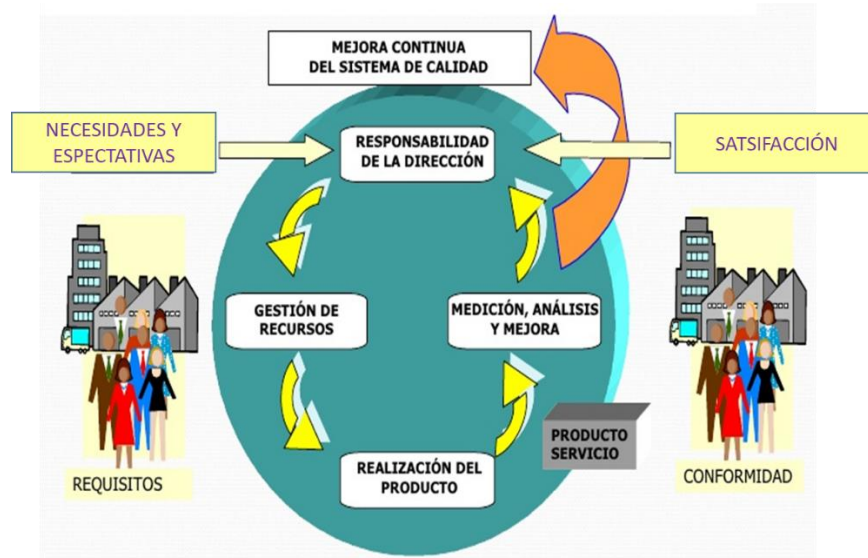 MEJORA CONTINUA
DEL SISTEMA DE CALIDAD
NECESIDADES Y
ESPECTATIVAS
RESPONSABILIDAD
DE LA DIRECCIÓN
SATSIFACCIÓN
GESTIÓN DE
RECURSOS
MEDICIÓN, ANÁLISIS
Y MEJORA
REALIZACIÓN DEL
PRODUCTO
PRODUCTO
SERVICIO
REQUISITOS
CONFORMIDAD